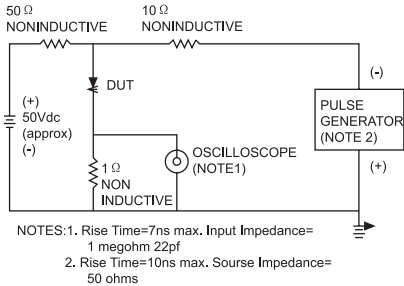 50 Ω
NONINDUCTIVE
10 Ω
NONINDUCTIVE
DUT
(+)
50Vdc
(approx)
(-)
1 Ω
NON
INDUCTIVE
OSCILLOSCOPE
(NOTE1)
(-)
PULSE
GENERATOR
(NOTE 2)
(+)
NOTES:1. Rise Time=7ns max. Input Impedance=
1 megohm 22pf
2. Rise Time=10ns max. Sourse Impedance=
50 ohms